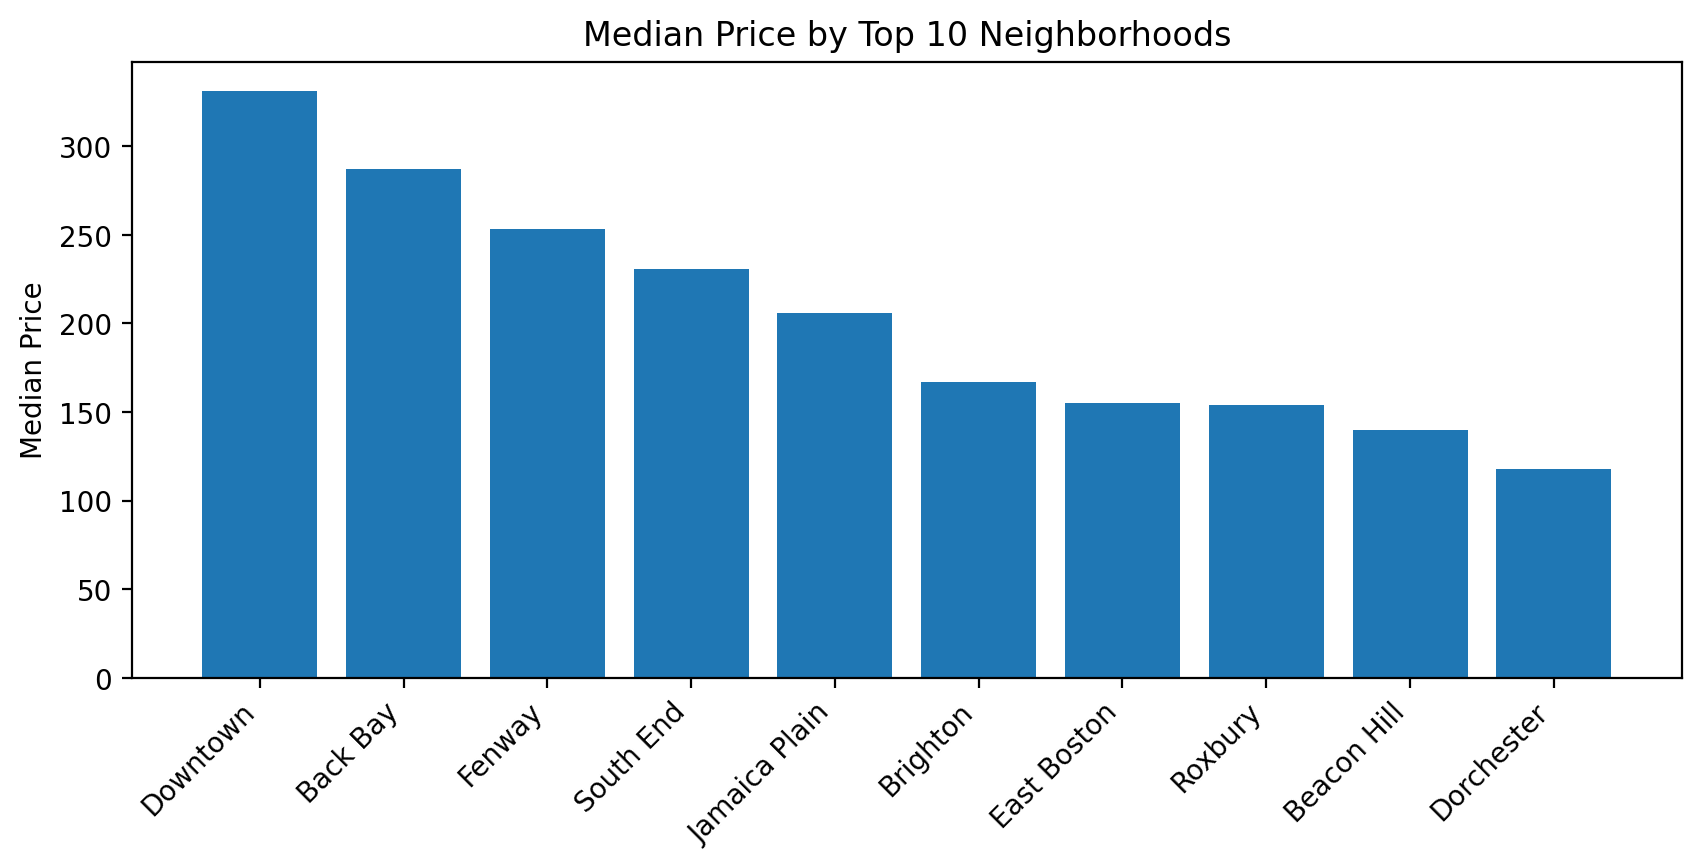 Median Price by Top 10 Neighborhoods
Median Price
300
250
200
150
100
50
0
Downtown
Back Bay
Fenway
South End
Jamaica Plain
Brighton
East Boston
Roxbury
Beacon Hill
Dorchester